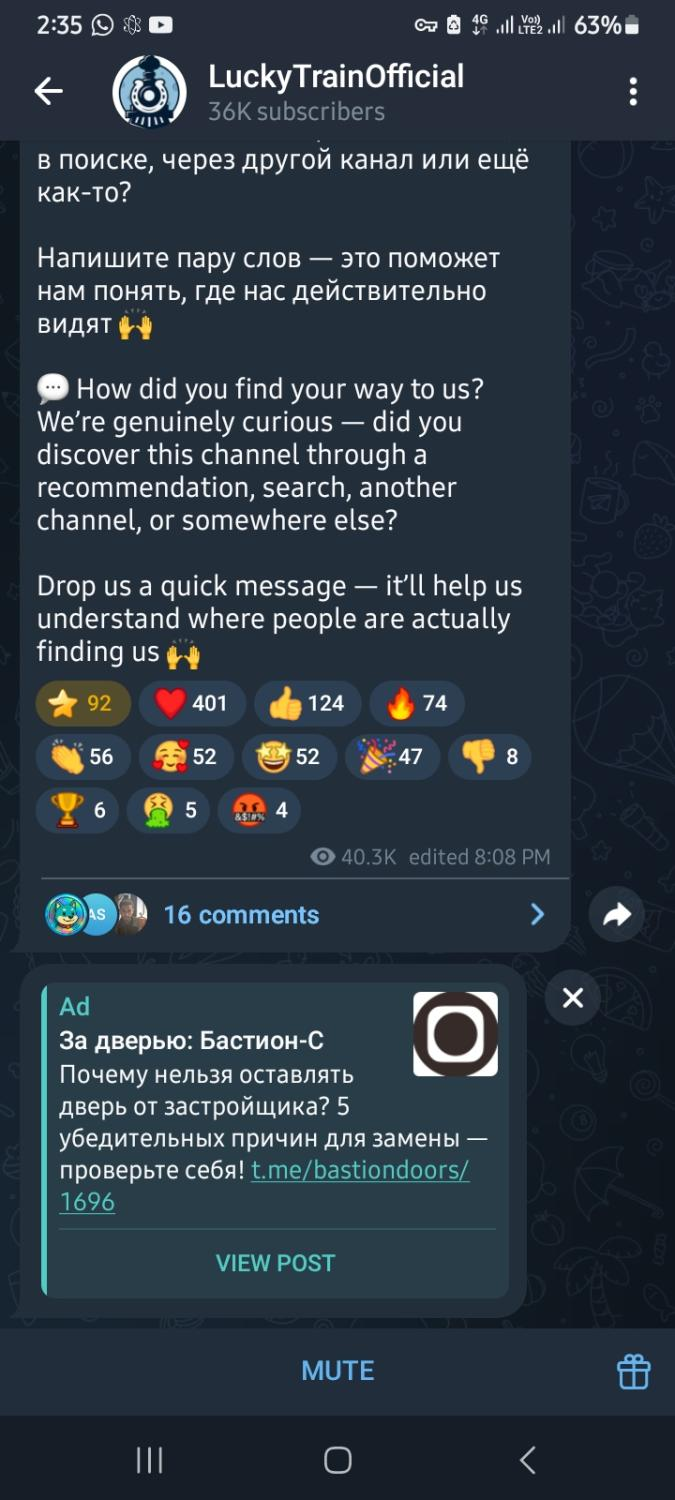 2:35
4G Vo) LTE2 63%
LuckyTrainOfficial
36K subscribers
в поиске, через другой канал или ещё
как-то?
Напишите пару слов — это поможет
нам понять, где нас действительно
видят 🙌
💬 How did you find your way to us?
We’re genuinely curious — did you
discover this channel through a
recommendation, search, another
channel, or somewhere else?
Drop us a quick message — it’ll help us
understand where people are actually
finding us 🙌
⭐ 92 ❤️ 401 👍 124 🔥 74
👏 56 🥰 52 🤩 52 🎉 47 👎 8
🏆 6 🤮 5 🤬 4
40.3K edited 8:08 PM
AS 16 comments
Ad
За дверью: Бастион-С
Почему нельзя оставлять
дверь от застройщика? 5
убедительных причин для замены —
проверьте себя! t.me/bastiondoors/
1696
VIEW POST
MUTE